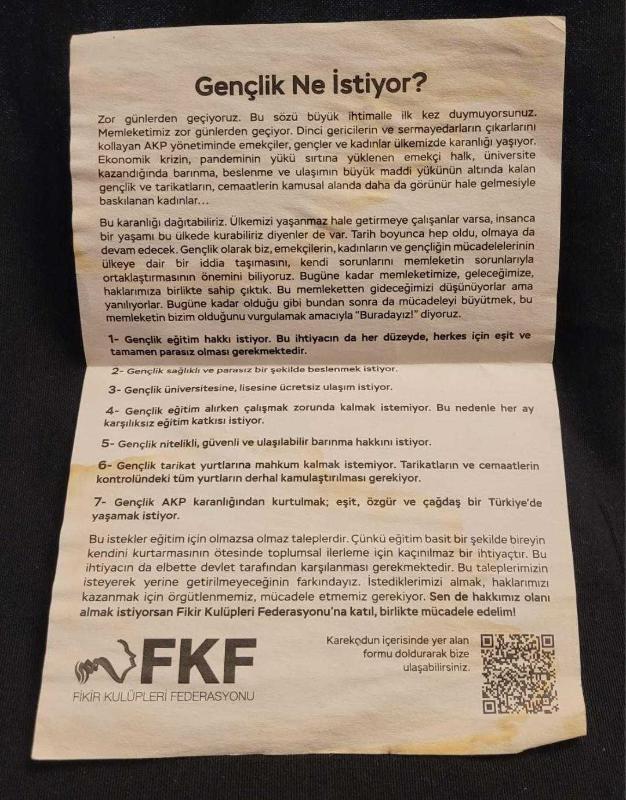 Gençlik Ne İstiyor?
Zor günlerden geçiyoruz. Bu sözü büyük ihtimalle ilk kez duymuyorsunuz.
Memleketimiz zor günlerden geçiyor. Dinci gericilerin ve sermayedarların çıkarlarını
kollayan AKP yönetiminde emekçiler, gençler ve kadınlar ülkemizde karanlığı yaşıyor.
Ekonomik krizin, pandeminin yükü sırtına yüklenen emekçi halk, üniversite
kazandığında barınma, beslenme ve ulaşımın büyük maddi yükünün altında kalan
gençlik ve tarikatların, cemaatlerin kamusal alanda daha da görünür hale gelmesiyle
baskılanan kadınlar...
Bu karanlığı dağıtabiliriz. Ülkemizi yaşanmaz hale getirmeye çalışanlar varsa, insanca
bir yaşamı bu ülkede kurabiliriz diyenler de var. Tarih boyunca hep oldu, olmaya da
devam edecek. Gençlik olarak biz, emekçilerin, kadınların ve gençliğin mücadelelerinin
ülkeye dair bir iddia taşımasını, kendi sorunlarını memleketin sorunlarıyla
ortaklaştırmasının önemini biliyoruz. Bugüne kadar memleketimize, geleceğimize,
haklarımıza birlikte sahip çıktık. Bu memleketten gideceğimizi düşünüyorlar ama
yanılıyorlar. Bugüne kadar olduğu gibi bundan sonra da mücadeleyi büyütmek, bu
memleketin bizim olduğunu vurgulamak amacıyla "Buradayız!" diyoruz.
1- Gençlik eğitim hakkı istiyor. Bu ihtiyacın da her düzeyde, herkes için eşit ve
tamamen parasız olması gerekmektedir.
2- Gençlik sağlıklı ve parasız bir şekilde beslenmek istiyor.
3- Gençlik üniversitesine, lisesine ücretsiz ulaşım istiyor.
4- Gençlik eğitim alırken çalışmak zorunda kalmak istemiyor. Bu nedenle her ay
karşılıksız eğitim katkısı istiyor.
5- Gençlik nitelikli, güvenli ve ulaşılabilir barınma hakkını istiyor.
6- Gençlik tarikat yurtlarına mahkum kalmak istemiyor. Tarikatların ve cemaatlerin
kontrolündeki tüm yurtların derhal kamulaştırılması gerekiyor.
7- Gençlik AKP karanlığından kurtulmak; eşit, özgür ve çağdaş bir Türkiye'de
yaşamak istiyor.
Bu istekler eğitim için olmazsa olmaz taleplerdir. Çünkü eğitim basit bir şekilde bireyin
kendini kurtarmasının ötesinde toplumsal ilerleme için kaçınılmaz bir ihtiyaçtır. Bu
ihtiyacın da elbette devlet tarafından karşılanması gerekmektedir. Bu taleplerimizin
isteyerek yerine getirilmeyeceğinin farkındayız. İstediklerimizi almak, haklarımızı
kazanmak için örgütlenmemiz, mücadele etmemiz gerekiyor. Sen de hakkımız olanı
almak istiyorsan Fikir Kulüpleri Federasyonu'na katıl, birlikte mücadele edelim!
FKF
FİKİR KULÜPLERİ FEDERASYONU
Karekodun içerisinde yer alan
formu doldurarak bize
ulaşabilirsiniz.